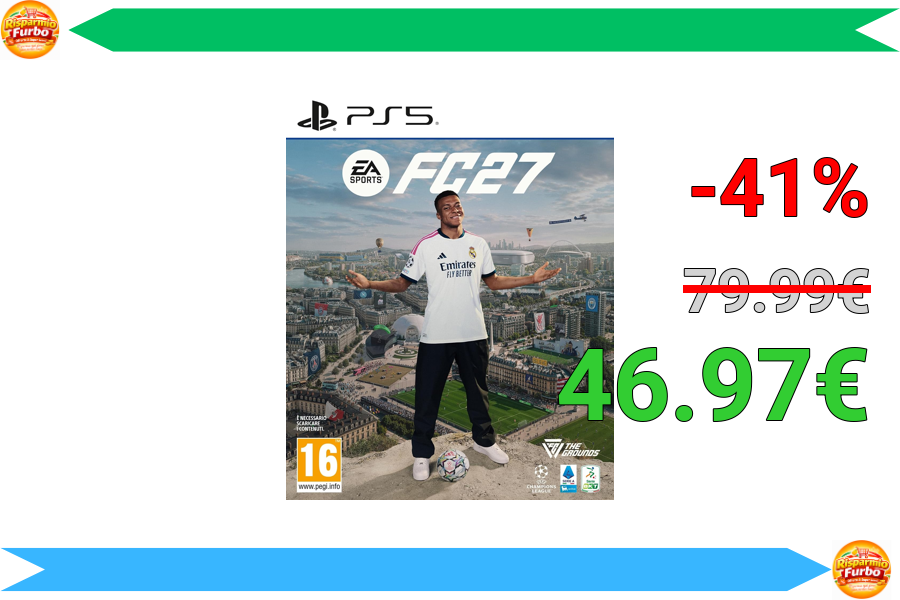 Risparmio
Furbo
PS5
EA
SPORTS
FC27
-41%
79.99€
46.97€
Emirates
FLY BETTER
È NECESSARIO
SCARICARE
I CONTENUTI.
16
www.pegi.info
THE
GROUNDS
CHAMPIONS
LEAGUE
SERIE A
Risparmio
Furbo